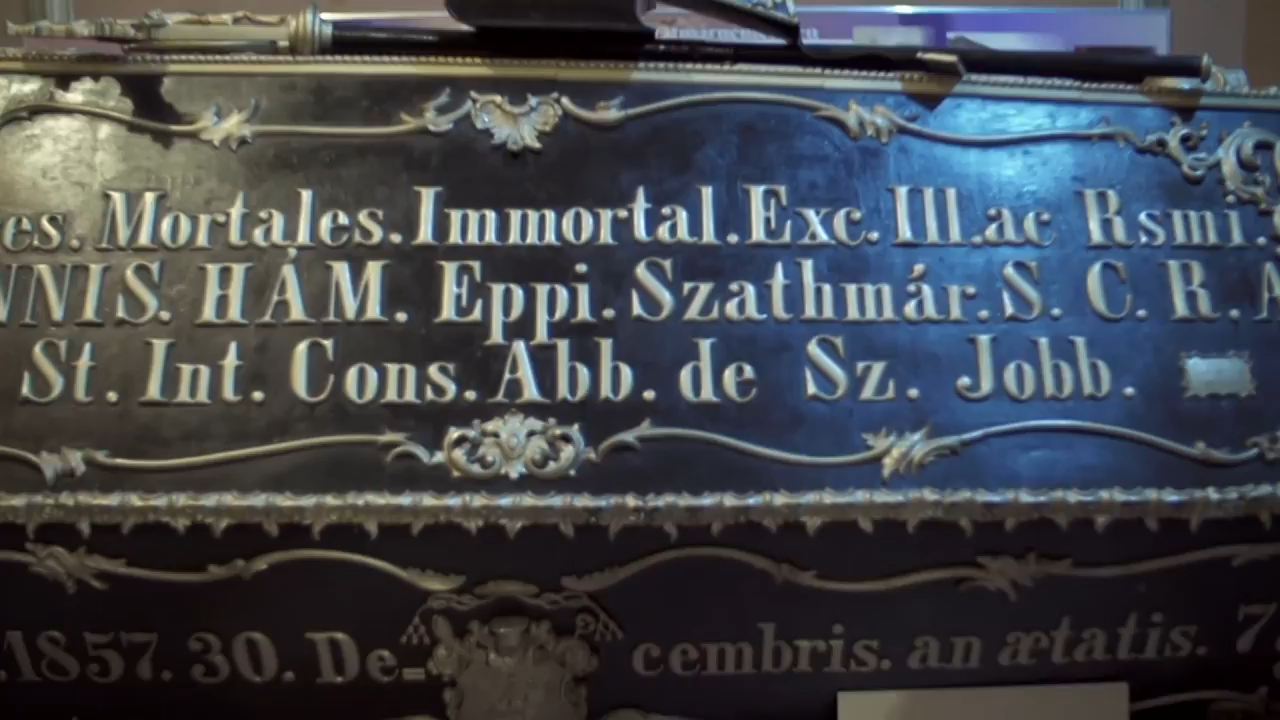 es. Mortales. Immortal. Exc. Ill. ac Rsmi.
NNIS. HÁM. Eppi. Szathmár. S. C. R. A
St. Int. Cons. Abb. de Sz. Jobb.
.1857. 30. De= cembris. an ætatis. 7